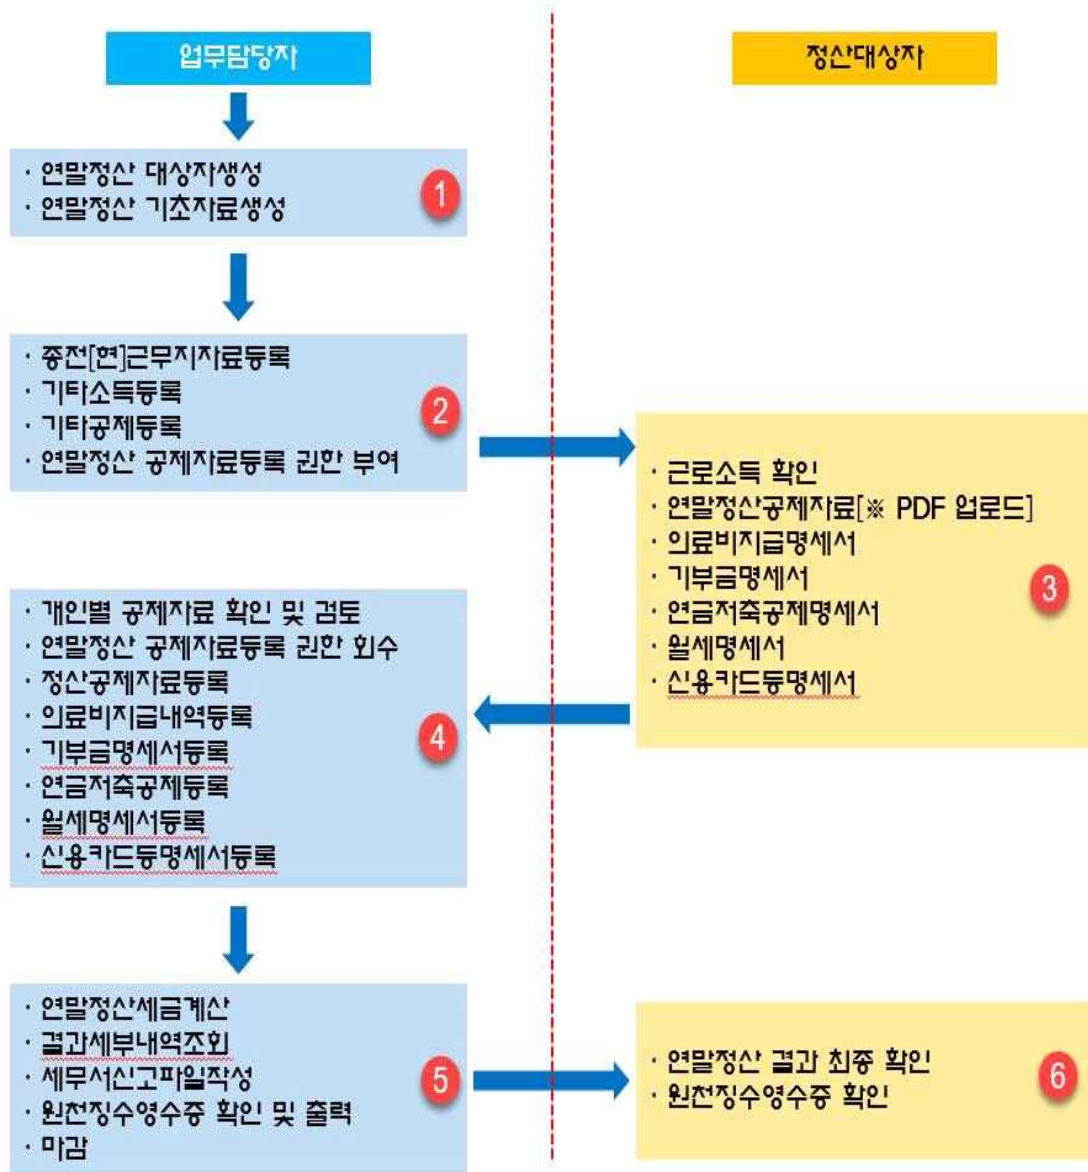 업무담당자
정산대상자
· 연말정산 대상자생성
· 연말정산 기초자료생성
1
· 종전[현]근무지자료등록
· 기타소득등록
· 기타공제등록
· 연말정산 공제자료등록 권한 부여
2
· 근로소득 확인
· 연말정산공제자료[※ PDF 업로드]
· 의료비지급명세서
· 기부금명세서
· 연금저축공제명세서
· 월세명세서
· 신용카드등명세서
3
· 개인별 공제자료 확인 및 검토
· 연말정산 공제자료등록 권한 회수
· 정산공제자료등록
· 의료비지급내역등록
· 기부금명세서등록
· 연금저축공제등록
· 월세명세서등록
· 신용카드등명세서등록
4
· 연말정산세금계산
· 결과세부내역조회
· 세무서신고파일작성
· 원천징수영수증 확인 및 출력
· 마감
5
· 연말정산 결과 최종 확인
· 원천징수영수증 확인
6